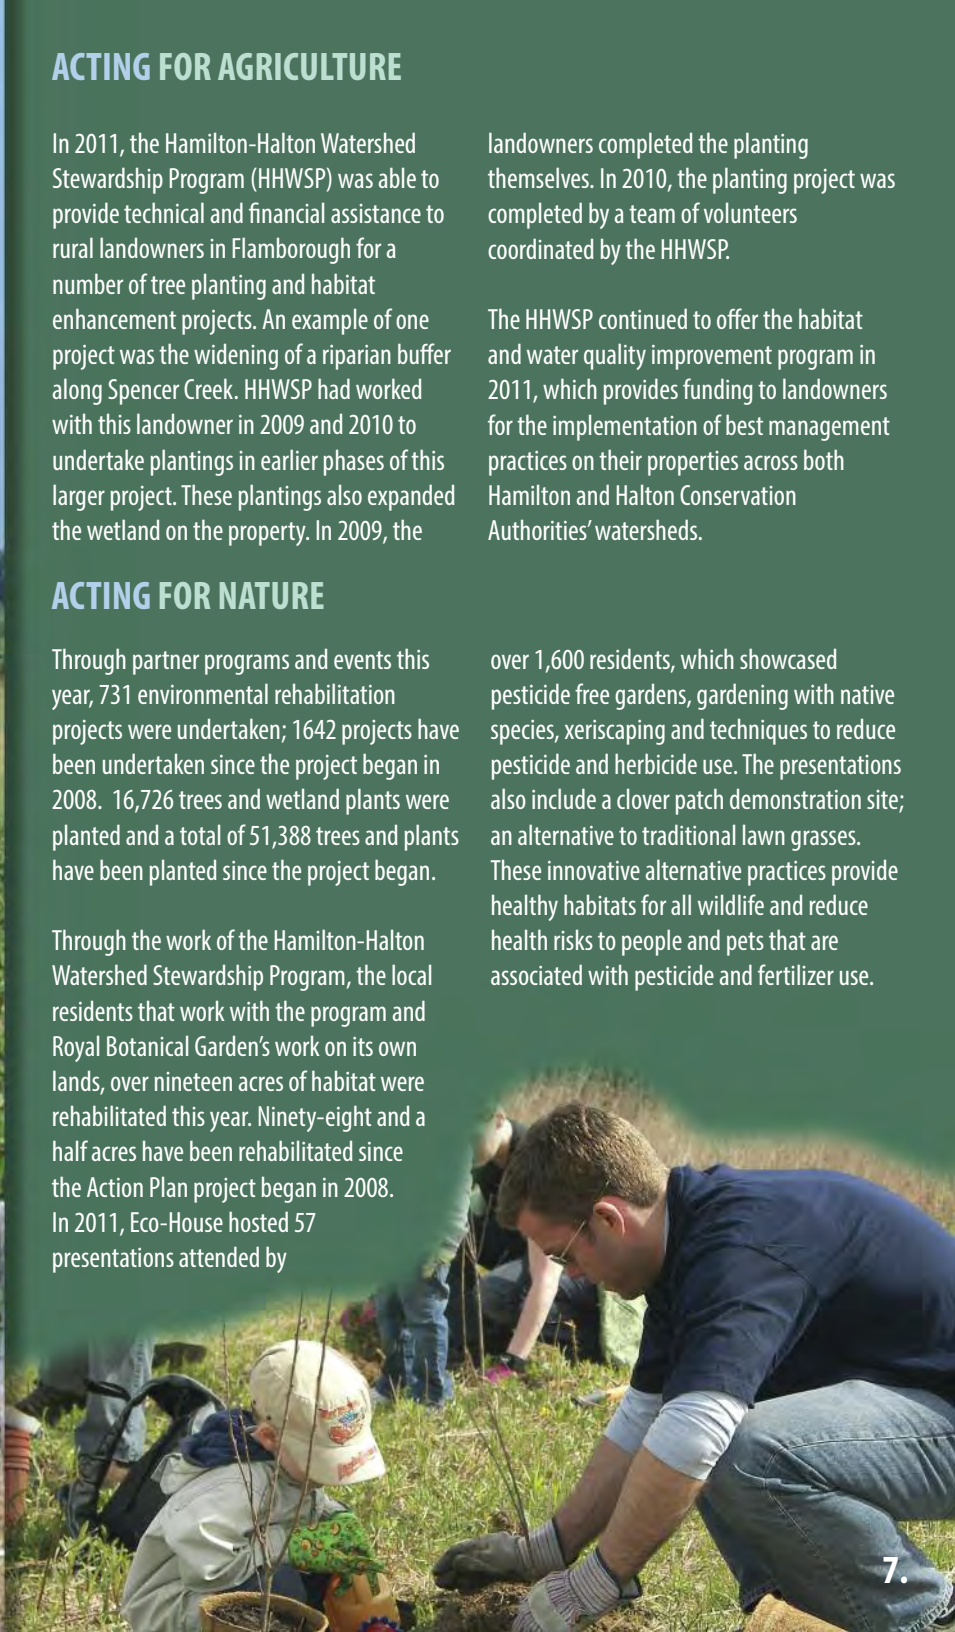 ACTING FOR AGRICULTURE
In 2011, the Hamilton-Halton Watershed
Stewardship Program (HHWSP) was able to
provide technical and financial assistance to
rural landowners in Flamborough for a
number of tree planting and habitat
enhancement projects. An example of one
project was the widening of a riparian buffer
along Spencer Creek. HHWSP had worked
with this landowner in 2009 and 2010 to
undertake plantings in earlier phases of this
larger project. These plantings also expanded
the wetland on the property. In 2009, the
landowners completed the planting
themselves. In 2010, the planting project was
completed by a team of volunteers
coordinated by the HHWSP.
The HHWSP continued to offer the habitat
and water quality improvement program in
2011, which provides funding to landowners
for the implementation of best management
practices on their properties across both
Hamilton and Halton Conservation
Authorities’ watersheds.
ACTING FOR NATURE
Through partner programs and events this
year, 731 environmental rehabilitation
projects were undertaken; 1642 projects have
been undertaken since the project began in
2008.  16,726 trees and wetland plants were
planted and a total of 51,388 trees and plants
have been planted since the project began.
Through the work of the Hamilton-Halton
Watershed Stewardship Program, the local
residents that work with the program and
Royal Botanical Garden’s work on its own
lands, over nineteen acres of habitat were
rehabilitated this year. Ninety-eight and a
half acres have been rehabilitated since
the Action Plan project began in 2008.
In 2011, Eco-House hosted 57
presentations attended by
over 1,600 residents, which showcased
pesticide free gardens, gardening with native
species, xeriscaping and techniques to reduce
pesticide and herbicide use. The presentations
also include a clover patch demonstration site;
an alternative to traditional lawn grasses.
These innovative alternative practices provide
healthy habitats for all wildlife and reduce
health risks to people and pets that are
associated with pesticide and fertilizer use.
7.